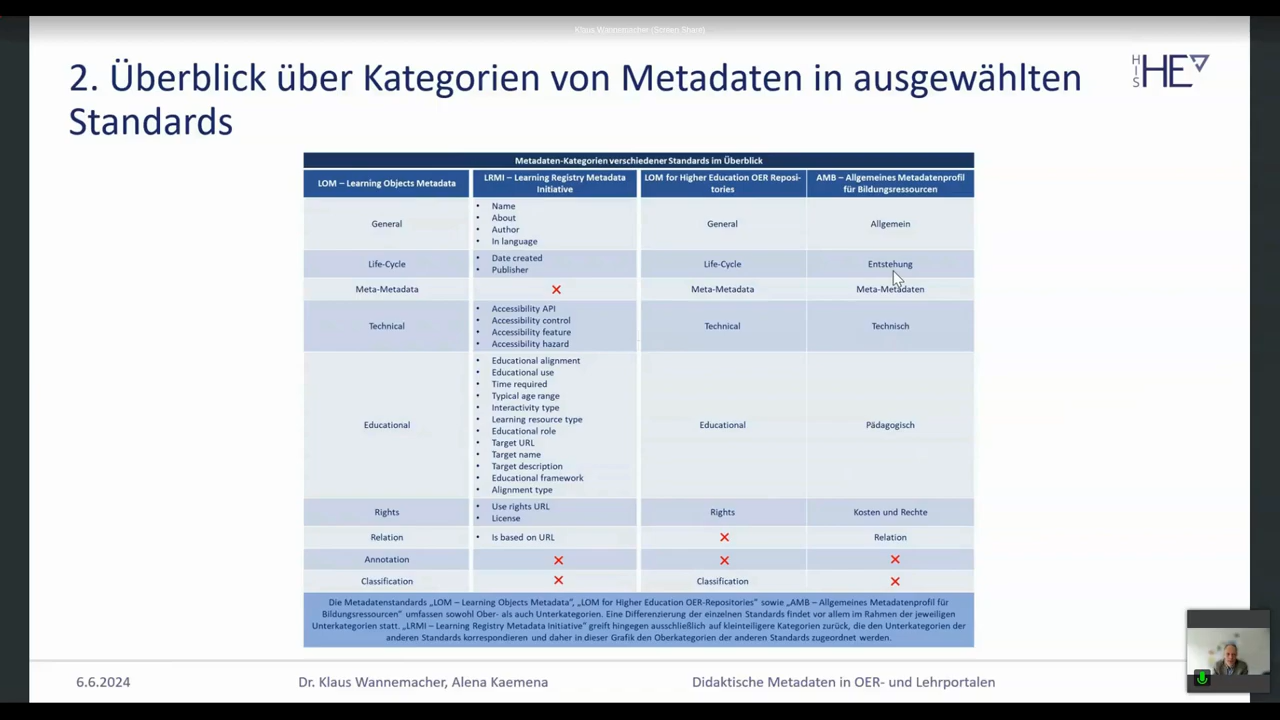 Klaus Wannemacher (Screen Share)
2. Überblick über Kategorien von Metadaten in ausgewählten
Standards
HIS HE
Metadaten-Kategorien verschiedener Standards im Überblick
LOM – Learning Objects Metadata
LRMI – Learning Registry Metadata
Initiative
LOM for Higher Education OER Reposi-
tories
AMB – Allgemeines Metadatenprofil
für Bildungsressourcen
General
• Name
• About
• Author
• In language
General
Allgemein
Life-Cycle
• Date created
• Publisher
Life-Cycle
Entstehung
Meta-Metadata
Meta-Metadata
Meta-Metadaten
Technical
• Accessibility API
• Accessibility control
• Accessibility feature
• Accessibility hazard
Technical
Technisch
Educational
• Educational alignment
• Educational use
• Time required
• Typical age range
• Interactivity type
• Learning resource type
• Educational role
• Target URL
• Target name
• Target description
• Educational framework
• Alignment type
Educational
Pädagogisch
Rights
• Use rights URL
• License
Rights
Kosten und Rechte
Relation
• Is based on URL
Relation
Annotation
Classification
Classification
Die Metadatenstandards „LOM – Learning Objects Metadata", „LOM for Higher Education OER-Repositories" sowie „AMB – Allgemeines Metadatenprofil für
Bildungsressourcen" umfassen sowohl Ober- als auch Unterkategorien. Eine Differenzierung der einzelnen Standards findet vor allem im Rahmen der jeweiligen
Unterkategorien statt. „LRMI – Learning Registry Metadata Initiative" greift hingegen ausschließlich auf kleinteiligere Kategorien zurück, die den Unterkategorien der
anderen Standards korrespondieren und daher in dieser Grafik den Oberkategorien der anderen Standards zugeordnet werden.
6.6.2024
Dr. Klaus Wannemacher, Alena Kaemena
Didaktische Metadaten in OER- und Lehrportalen